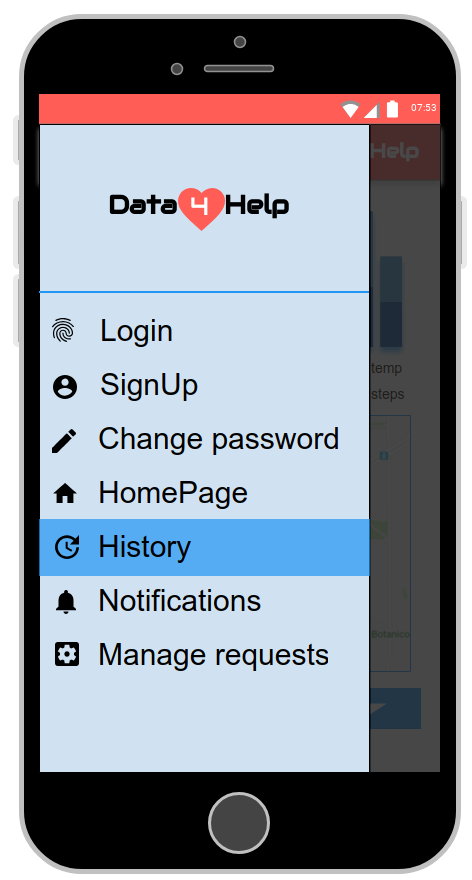 07:53
Data 4 Help
Help
Login
SignUp
Change password
HomePage
History
Notifications
Manage requests
temp
steps
Botanico